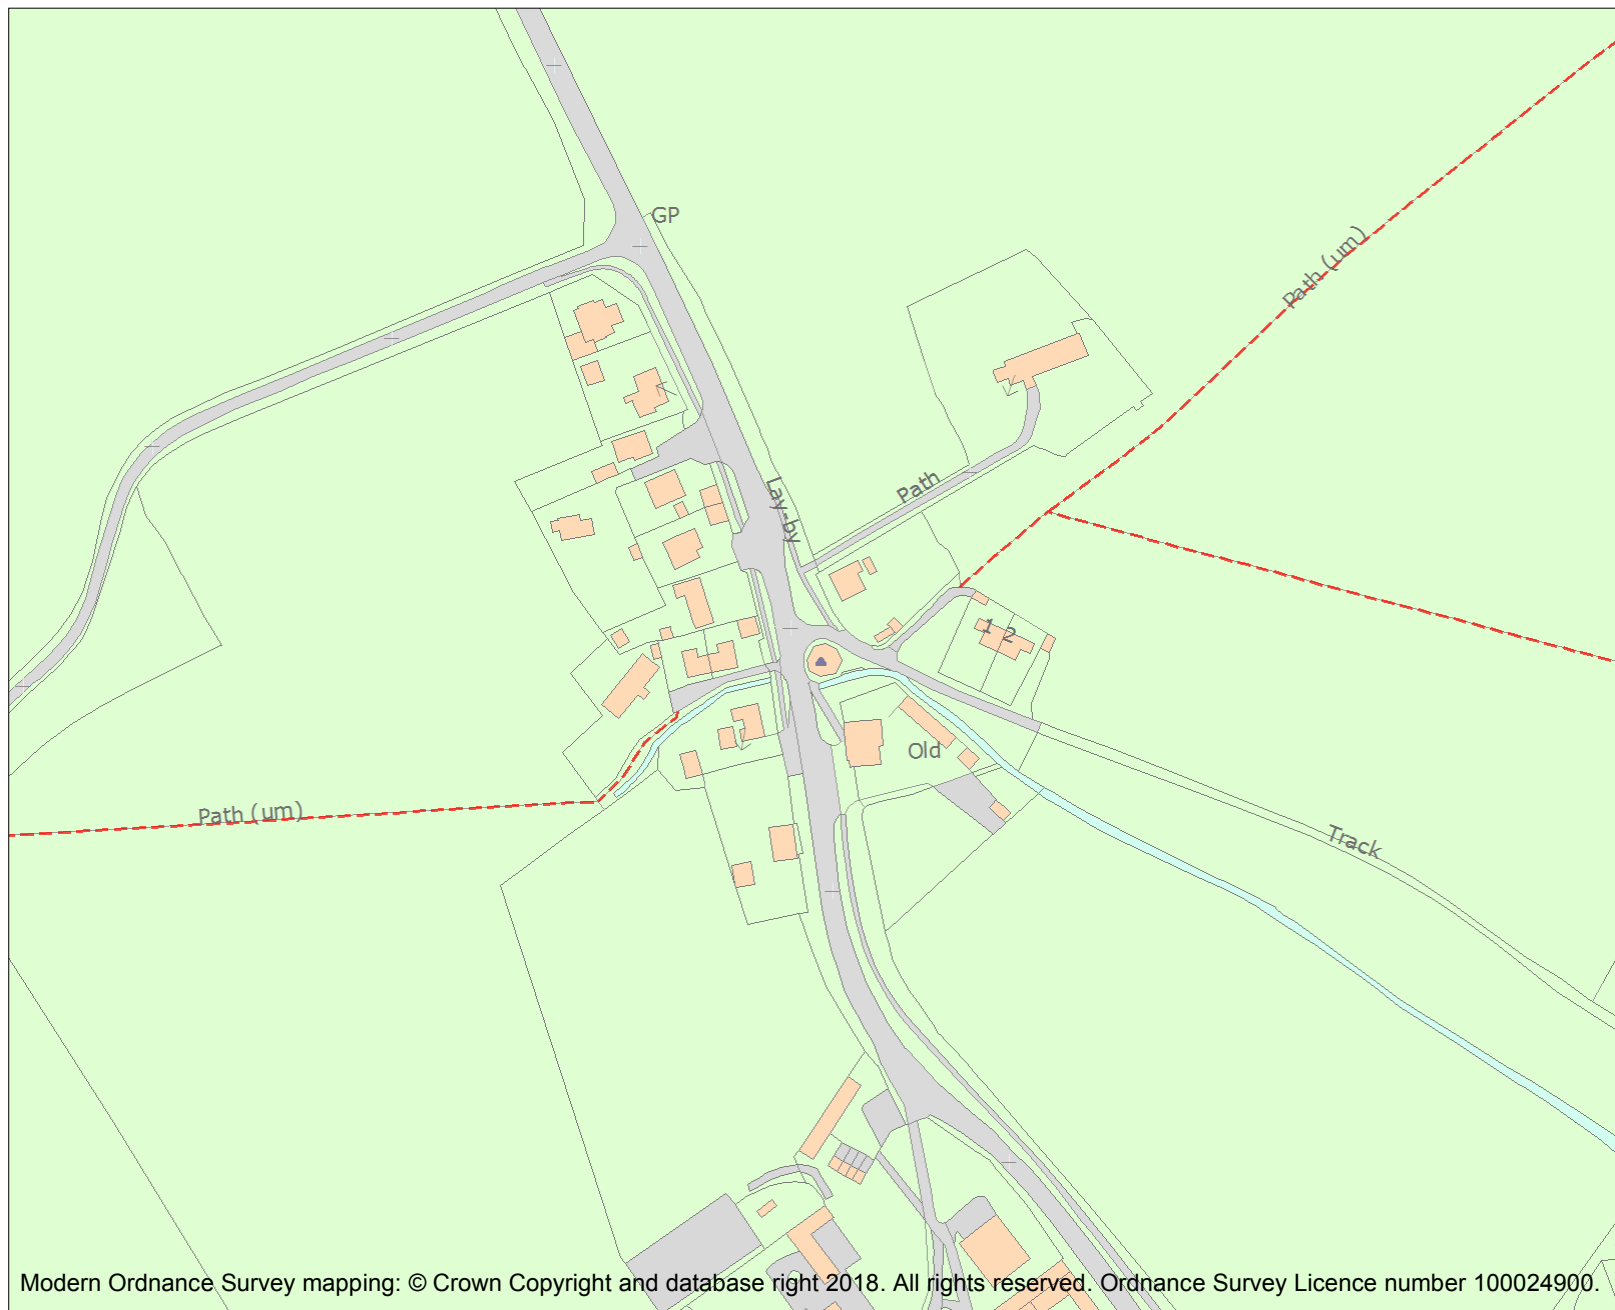 GP
Path (um)
Path
Lay-by
1 2
Old
Path (um)
Track
Modern Ordnance Survey mapping: © Crown Copyright and database right 2018. All rights reserved. Ordnance Survey Licence number 100024900.